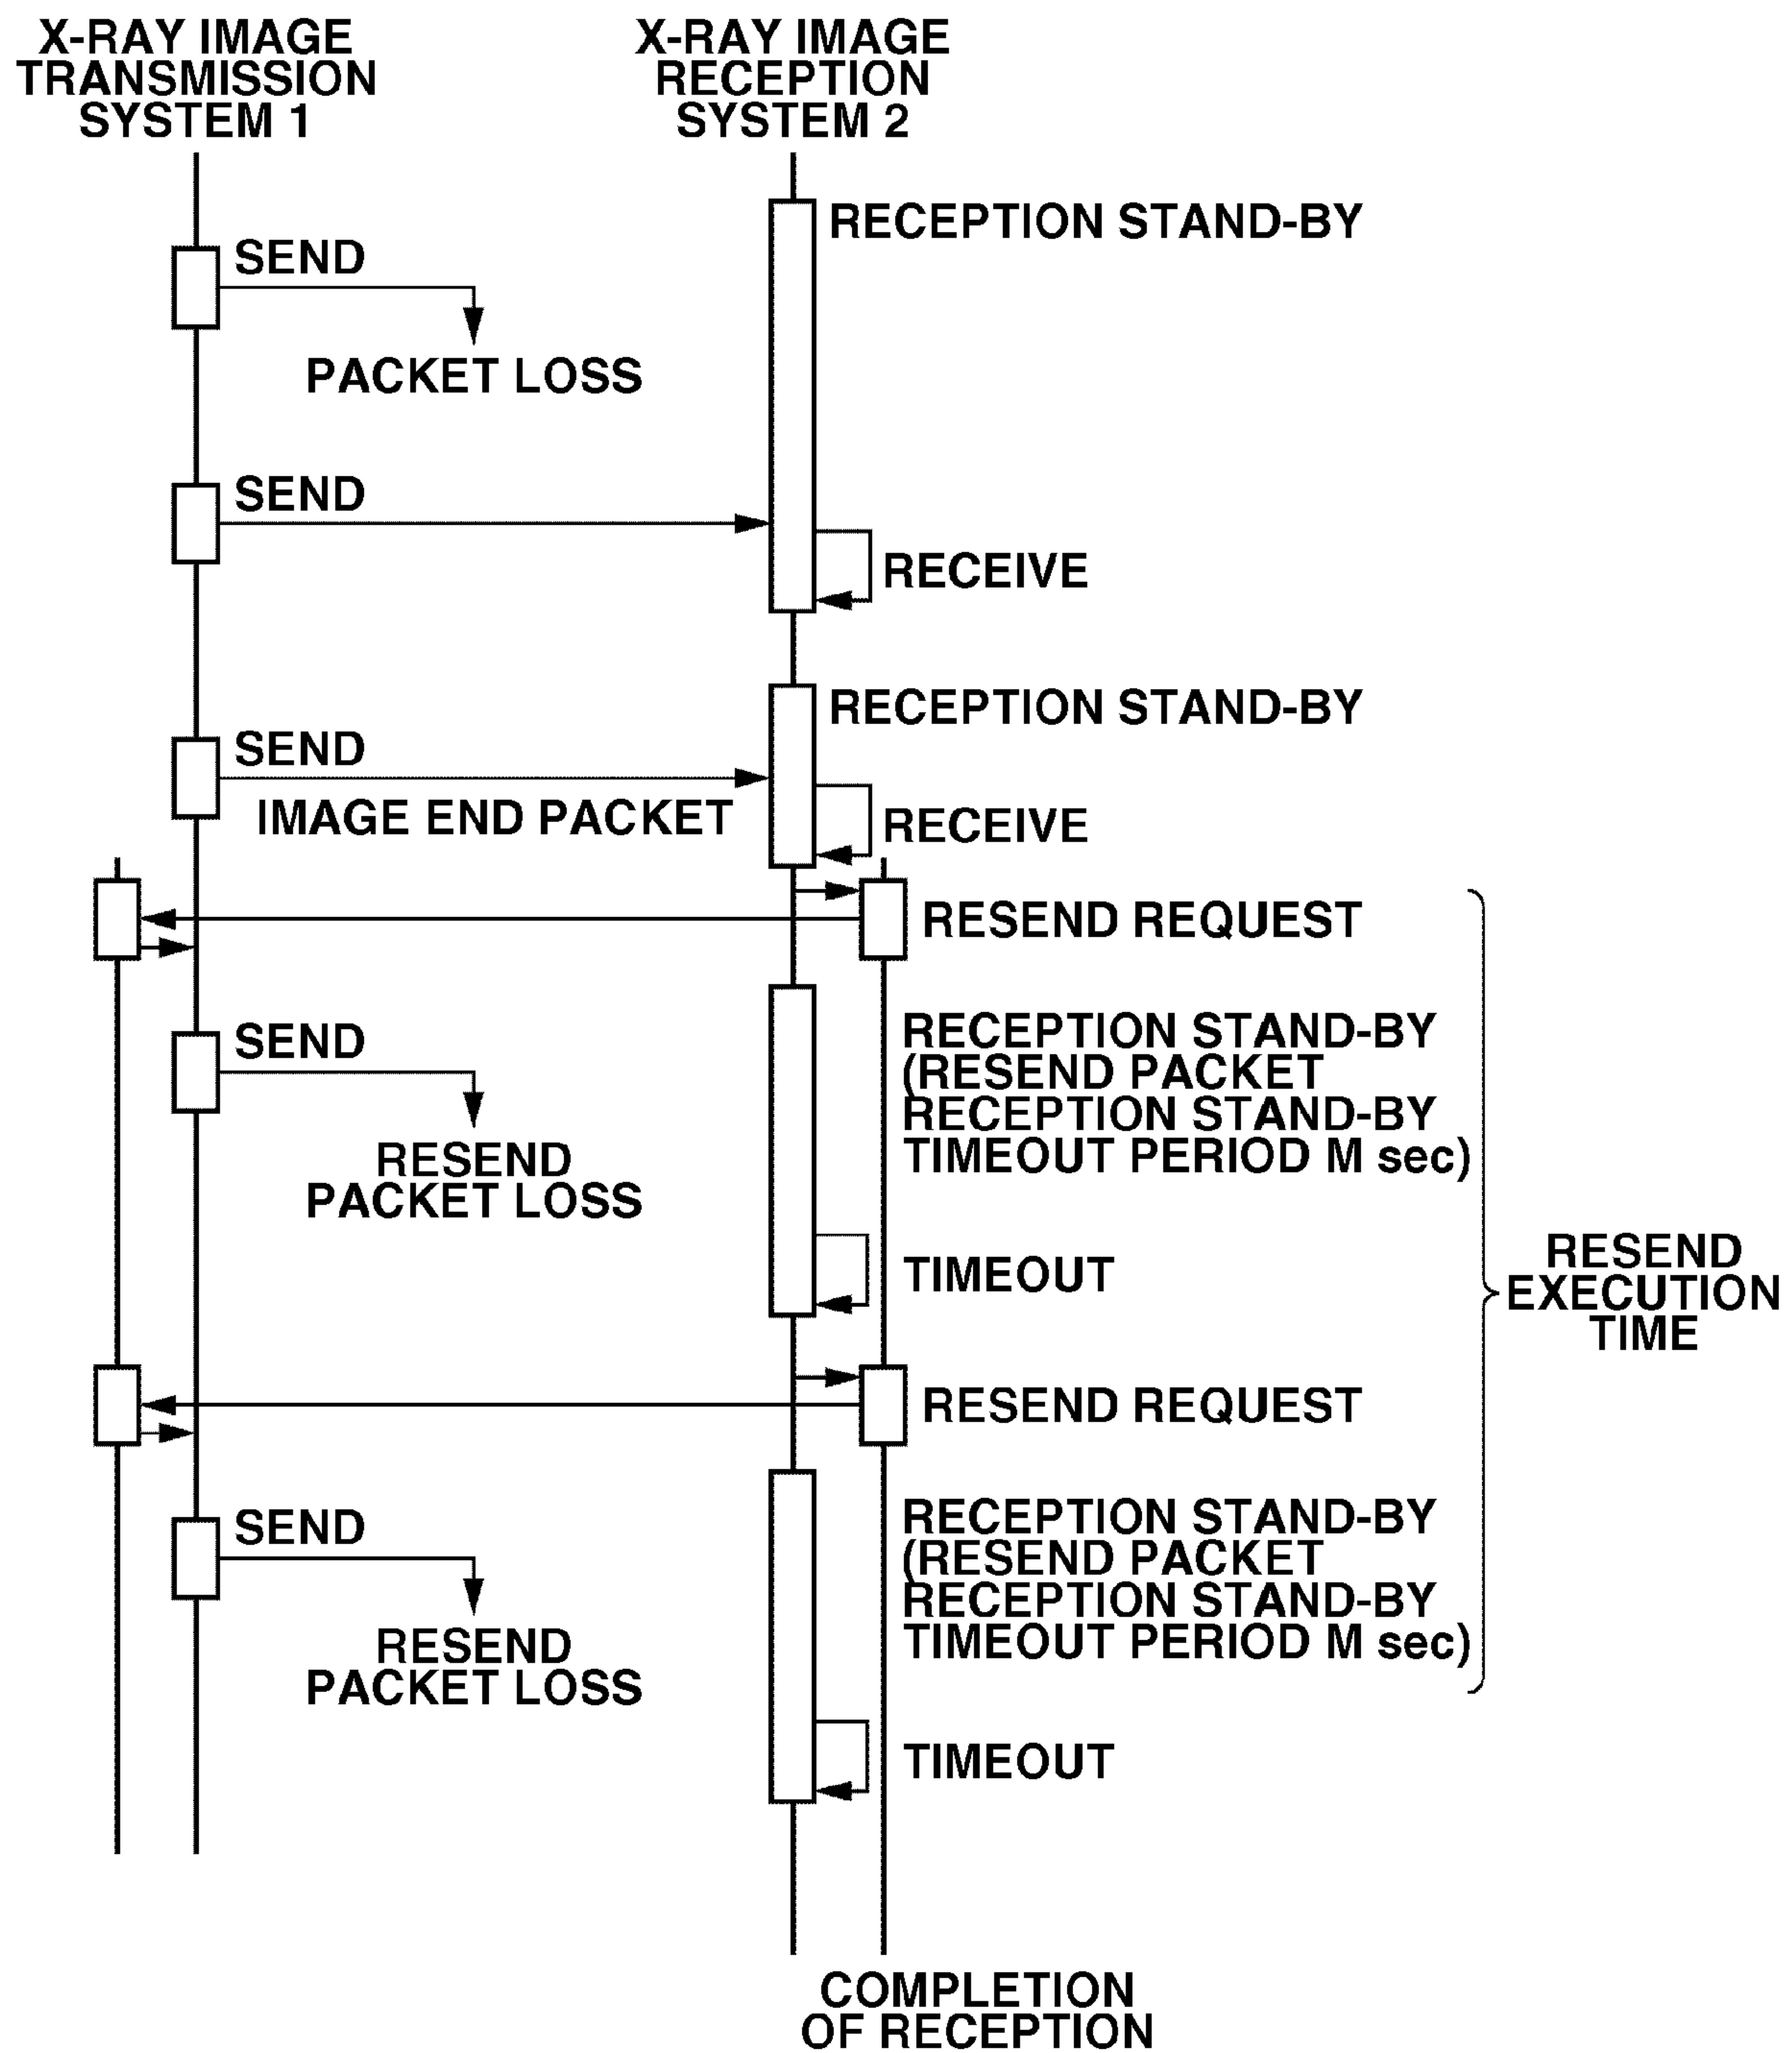 X-RAY IMAGE
TRANSMISSION
SYSTEM 1
X-RAY IMAGE
RECEPTION
SYSTEM 2
RECEPTION STAND-BY
SEND
PACKET LOSS
SEND
RECEIVE
RECEPTION STAND-BY
SEND
IMAGE END PACKET
RECEIVE
RESEND REQUEST
RECEPTION STAND-BY
(RESEND PACKET
RECEPTION STAND-BY
TIMEOUT PERIOD M sec)
SEND
RESEND
PACKET LOSS
TIMEOUT
RESEND
EXECUTION
TIME
RESEND REQUEST
RECEPTION STAND-BY
(RESEND PACKET
RECEPTION STAND-BY
TIMEOUT PERIOD M sec)
SEND
RESEND
PACKET LOSS
TIMEOUT
COMPLETION
OF RECEPTION